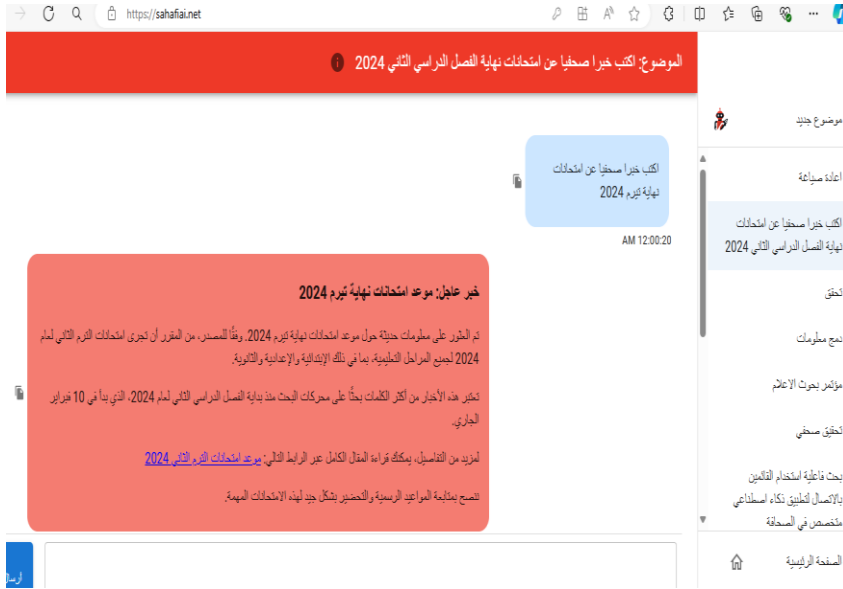 https://sahafiai.net
الموضوع: اكتب خبرا صحفيا عن امتحانات نهاية الفصل الدراسي الثاني 2024
موضوع جديد
اعادة صياغة
اكتب خبرا صحفيا عن امتحانات
نهاية الفصل الدراسي الثاني 2024
تحقق
دمج معلومات
مؤتمر بحوث الاعلام
تحقيق صحفي
بحث فاعلية استخدام القائمين
بالاتصال لتطبيق ذكاء اصطناعي
متخصص في الصحافة
الصفحة الرئيسية
اكتب خبرا صحفيا عن امتحانات
نهاية تيرم 2024
12:00:20 AM
خبر عاجل: موعد امتحانات نهاية تيرم 2024
تم العثور على معلومات حديثة حول موعد امتحانات نهاية تيرم 2024. وفقًا للمصدر، من المقرر أن تجرى امتحانات الترم الثاني لعام
2024 لجميع المراحل التعليمية، بما في ذلك الإبتدائية والإعدادية والثانوية.
تعتبر هذه الأخبار من أكثر الكلمات بحثًا على محركات البحث منذ بداية الفصل الدراسي الثاني لعام 2024، الذي بدأ في 10 فبراير
الجاري.
لمزيد من التفاصيل، يمكنك قراءة المقال الكامل عبر الرابط التالي: موعد امتحانات الترم الثاني 2024
ننصح بمتابعة المواعيد الرسمية والتحضير بشكل جيد لهذه الامتحانات المهمة.